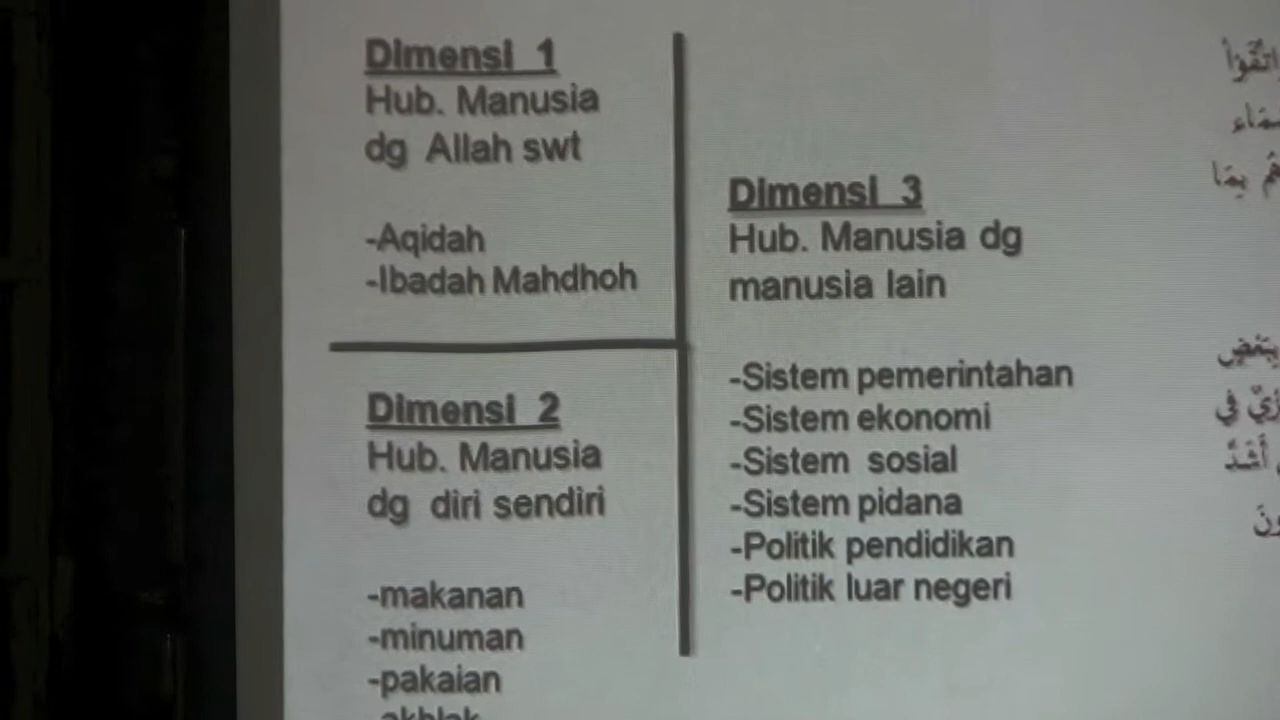 Dimensi 1
Hub. Manusia
dg Allah swt
-Aqidah
-Ibadah Mahdhoh
Dimensi 2
Hub. Manusia
dg diri sendiri
-makanan
-minuman
-pakaian
-akhlak
Dimensi 3
Hub. Manusia dg
manusia lain
-Sistem pemerintahan
-Sistem ekonomi
-Sistem sosial
-Sistem pidana
-Politik pendidikan
-Politik luar negeri
اتَّقَوْا
بِمَا
بِبَعْضٍ
فِي
أَشَدِّ